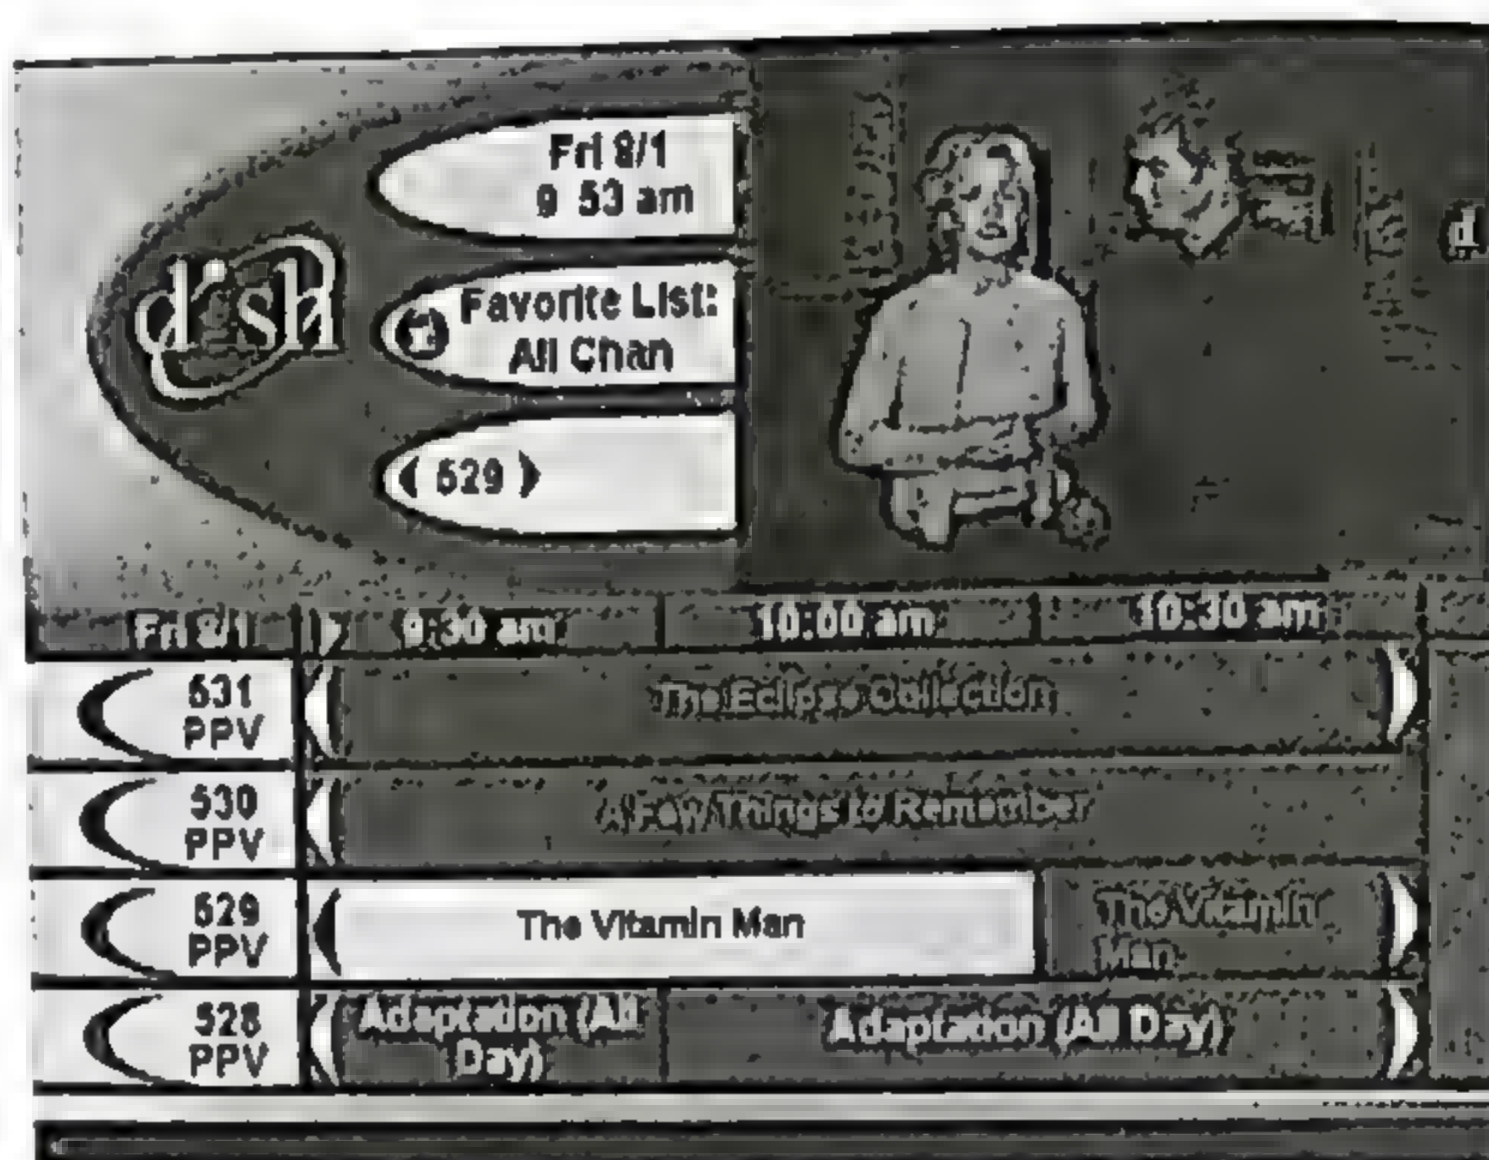 Fri 8/1
9 53 am
dish
Favorite List:
All Chan
529
d
Fri 8/1 9:30 am 10:00 am 10:30 am
531
PPV
The Eclipse Collection
530
PPV
A Few Things to Remember
529
PPV
The Vitamin Man
The Vitamin
Man
528
PPV
Adaptation (All
Day)
Adaptation (All D y)